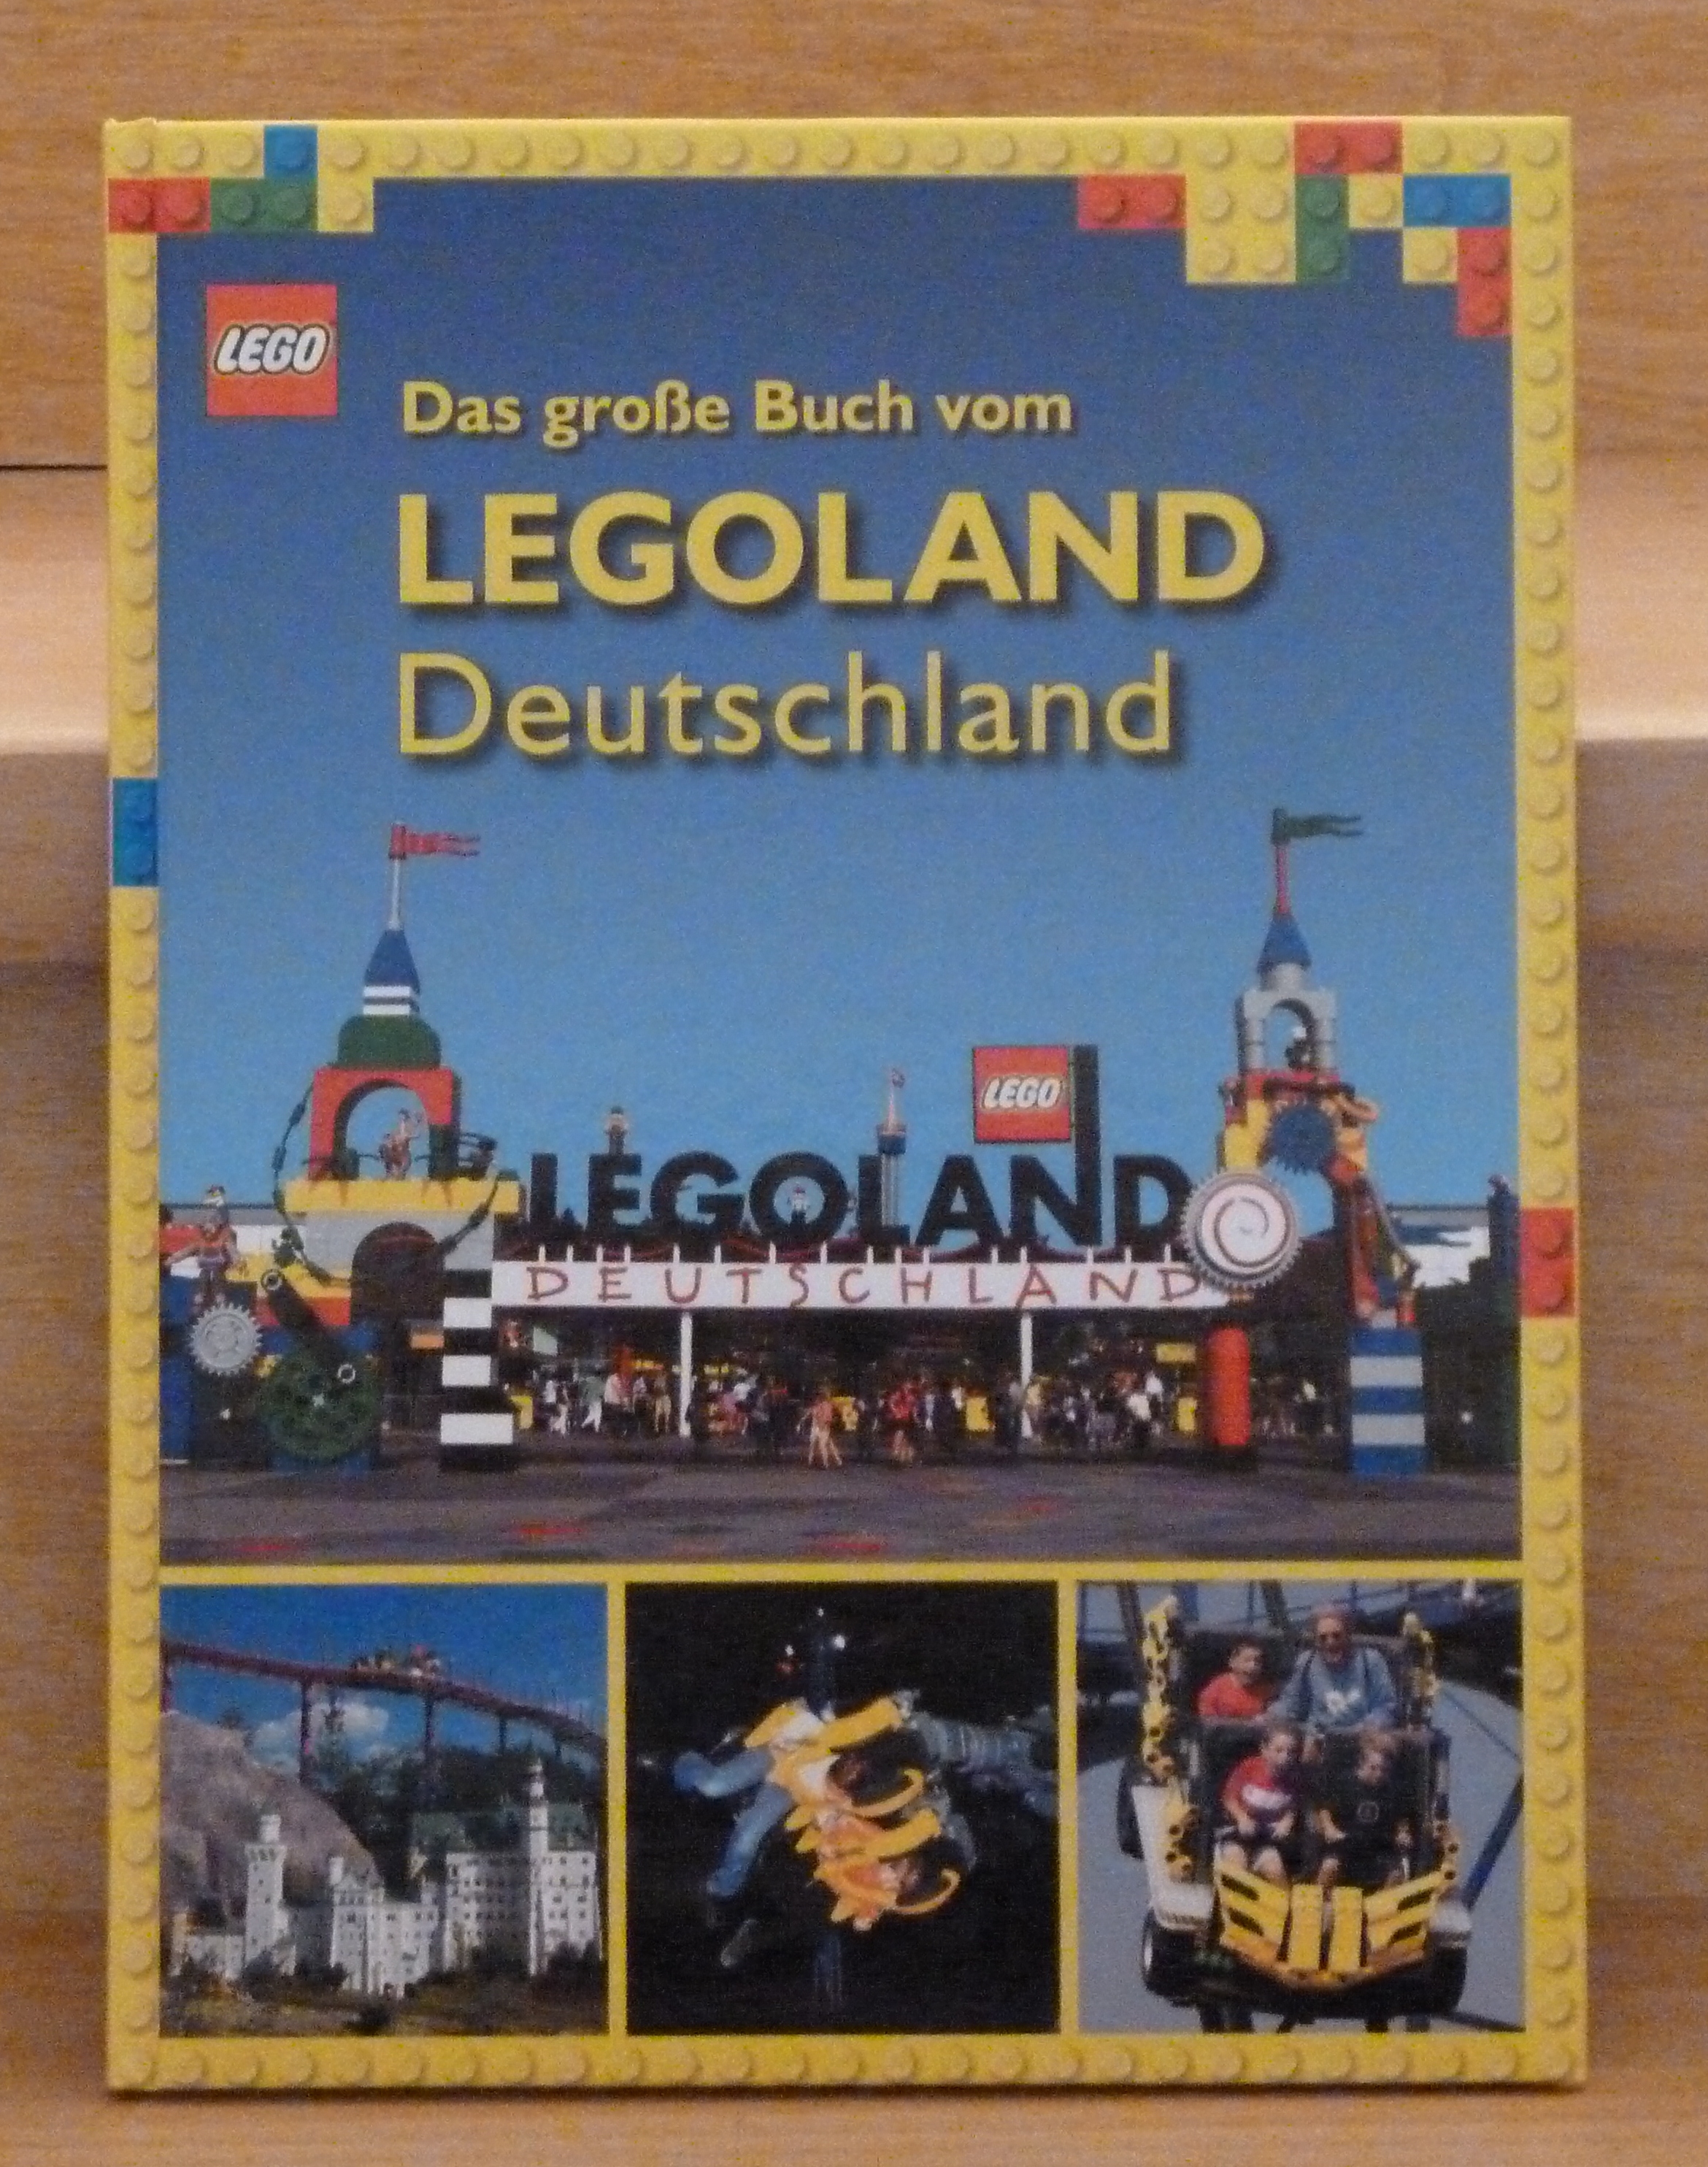 LEGO
Das große Buch vom
LEGOLAND
Deutschland
LEGO
LEGOLAND
DEUTSCHLAND